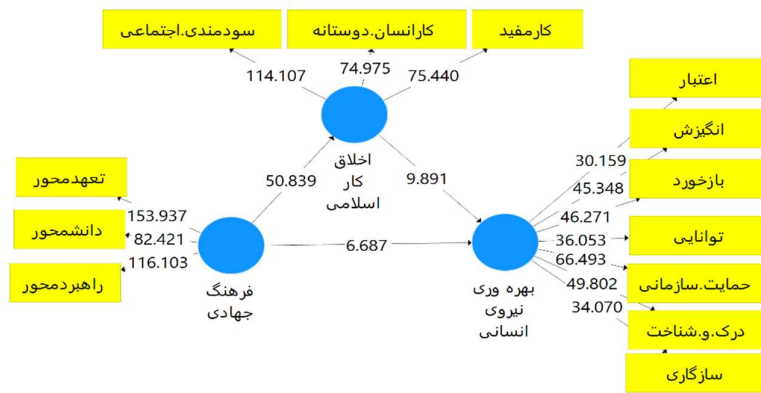 سودمندی.اجتماعی
کارانسان.دوستانه
کارمفید
114.107
74.975
75.440
اخلاق
کار
اسلامی
50.839
9.891
تعهدمحور
دانشمحور
راهبردمحور
153.937
82.421
116.103
فرهنگ
جهادی
6.687
بهره وری
نیروی
انسانی
30.159
45.348
46.271
36.053
66.493
49.802
34.070
اعتبار
انگیزش
بازخورد
توانایی
حمایت.سازمانی
درک.و.شناخت
سازگاری